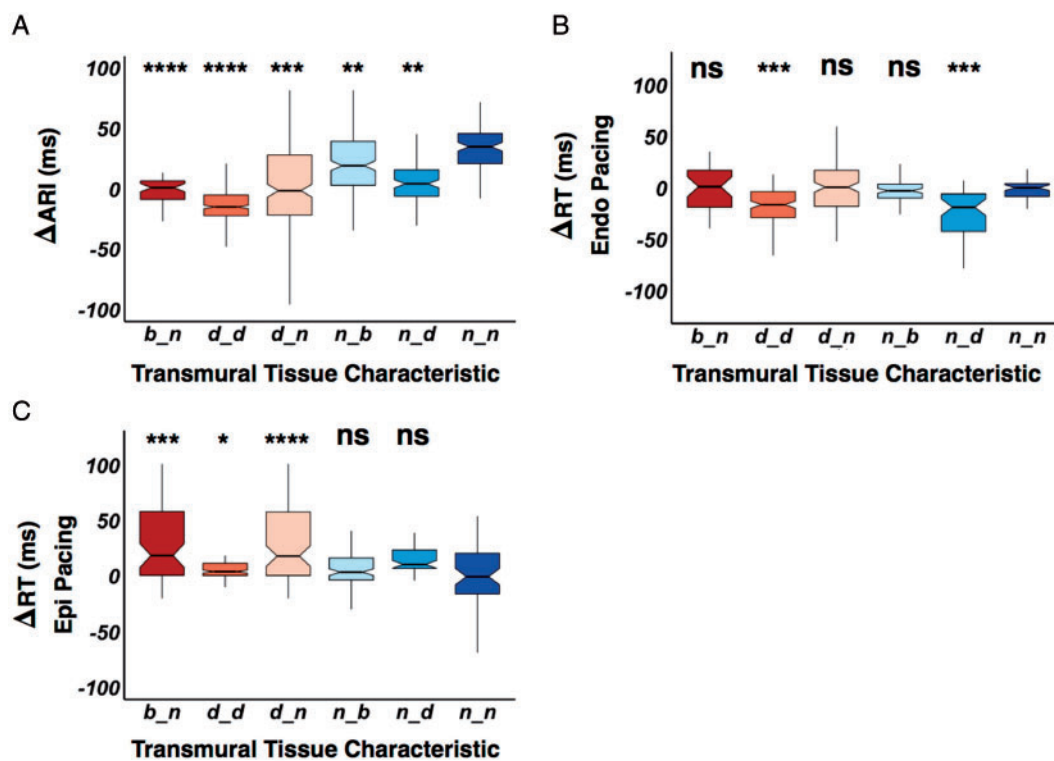 A
100
50
0
-50
-100
ΔARI (ms)
**** **** *** ** **
b_n d_d d_n n_b n_d n_n
Transmural Tissue Characteristic
B
100
50
0
-50
-100
ΔRT (ms)
Endo Pacing
ns *** ns ns ***
b_n d_d d_n n_b n_d n_n
Transmural Tissue Characteristic
C
100
50
0
-50
-100
ΔRT (ms)
Epi Pacing
*** * **** ns ns
b_n d_d d_n n_b n_d n_n
Transmural Tissue Characteristic